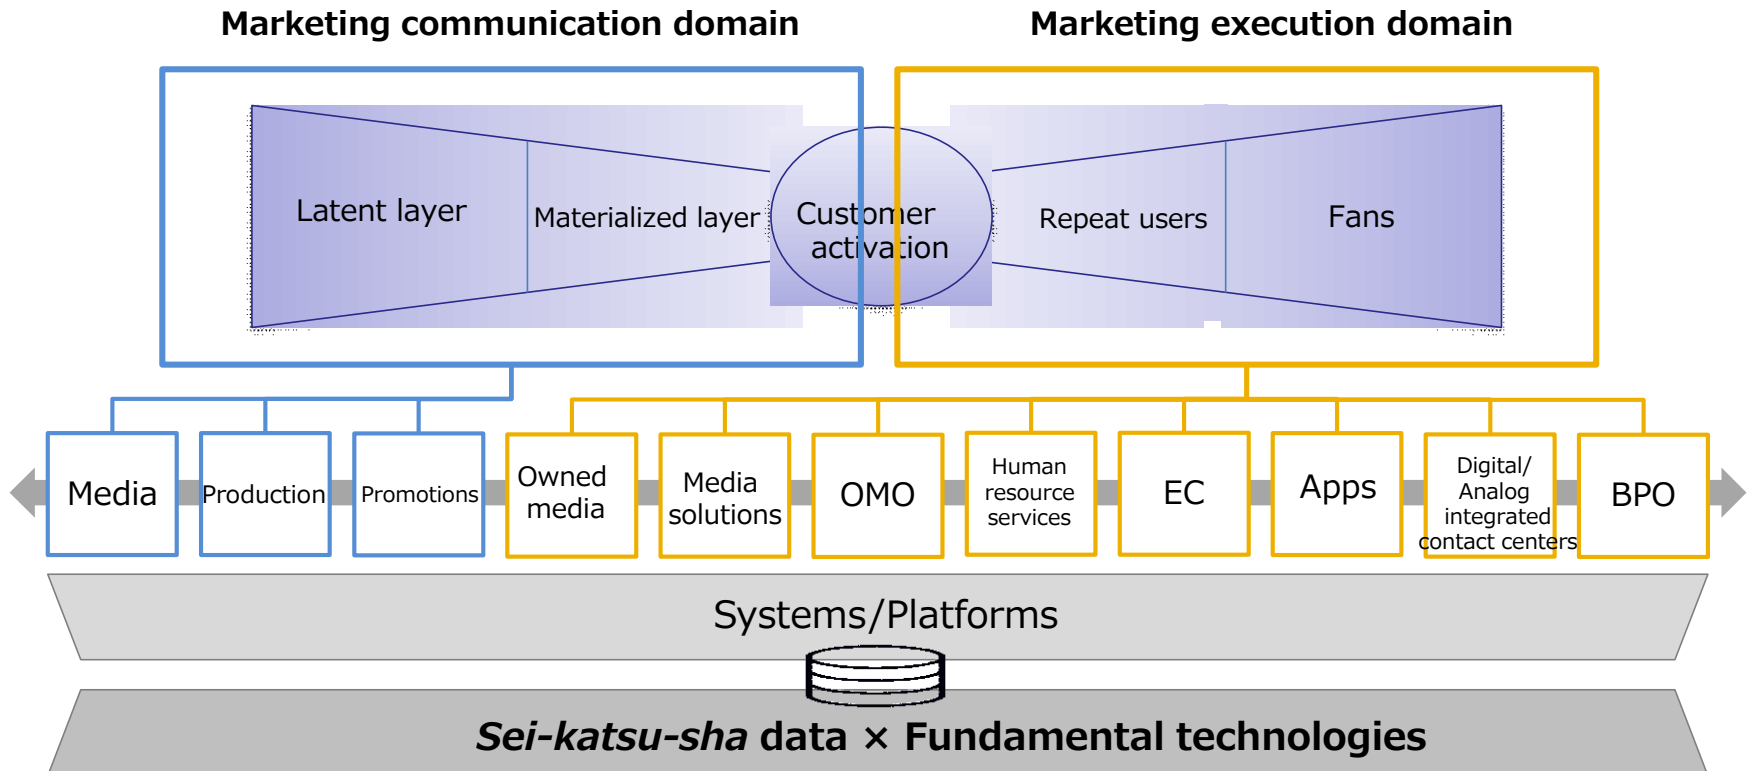 Marketing communication domain
Marketing execution domain
Latent layer
Materialized layer
Customer
activation
Repeat users
Fans
Media
Production
Promotions
Owned
media
Media
solutions
OMO
Human
resource
services
EC
Apps
Digital/
Analog
integrated
contact centers
BPO
Systems/Platforms
Sei-katsu-sha data × Fundamental technologies